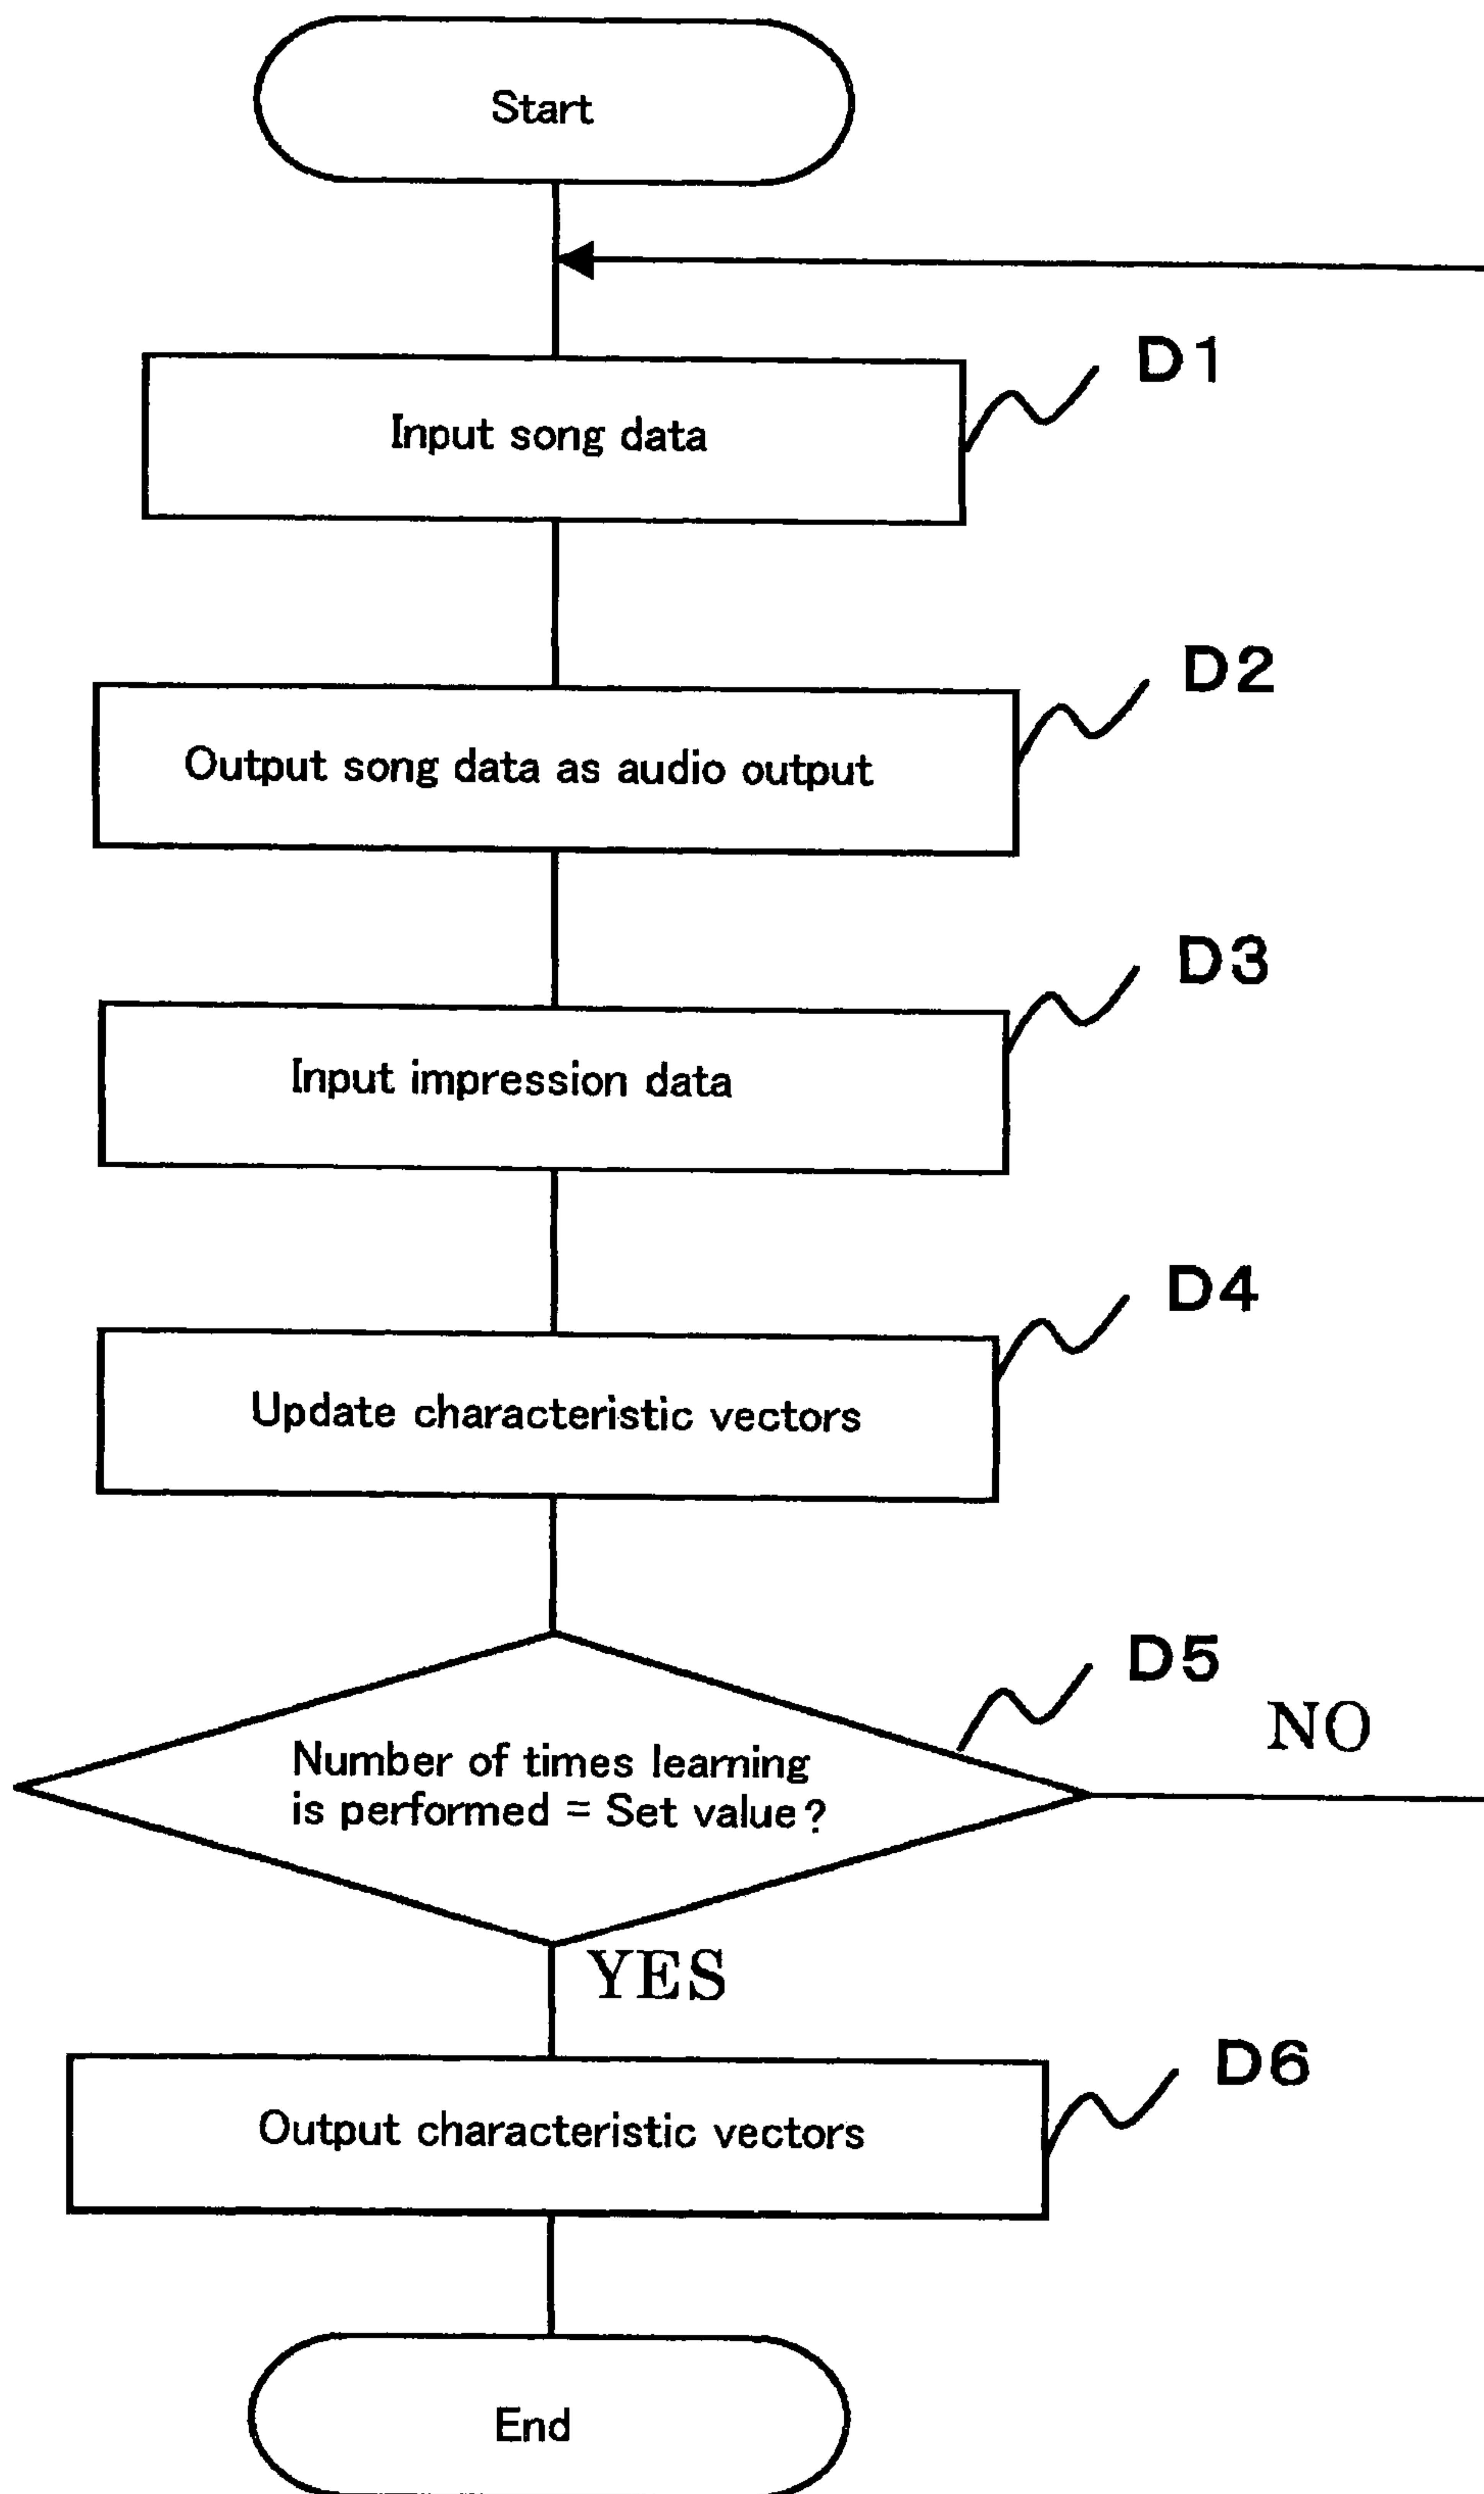 Start
D1
Input song data
D2
Output song data as audio output
D3
Input impression data
D4
Update characteristic vectors
D5
NO
Number of times learning
is performed = Set value?
YES
D6
Output characteristic vectors
End